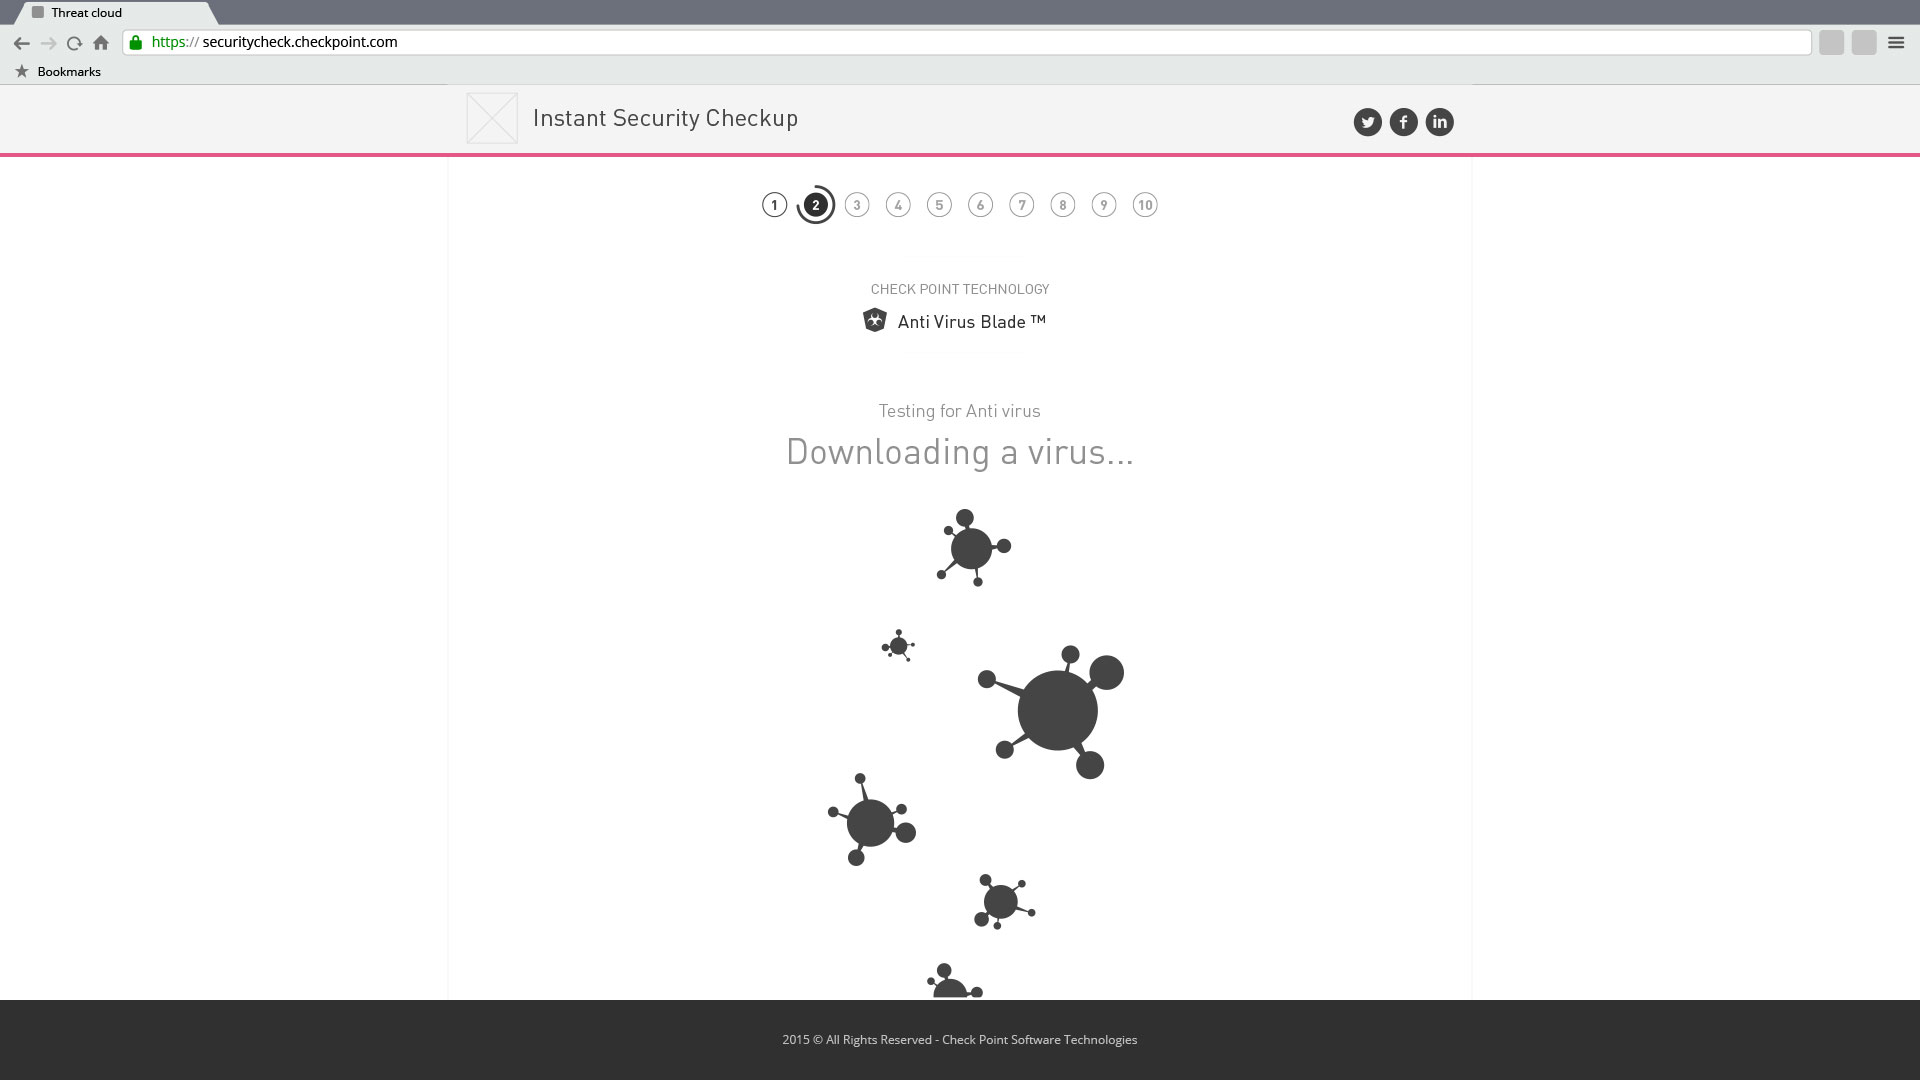 Threat cloud
https:// securitycheck.checkpoint.com
Bookmarks
Instant Security Checkup
1 2 3 4 5 6 7 8 9 10
CHECK POINT TECHNOLOGY
Anti Virus Blade ™
Testing for Anti virus
Downloading a virus...
2015 © All Rights Reserved - Check Point Software Technologies